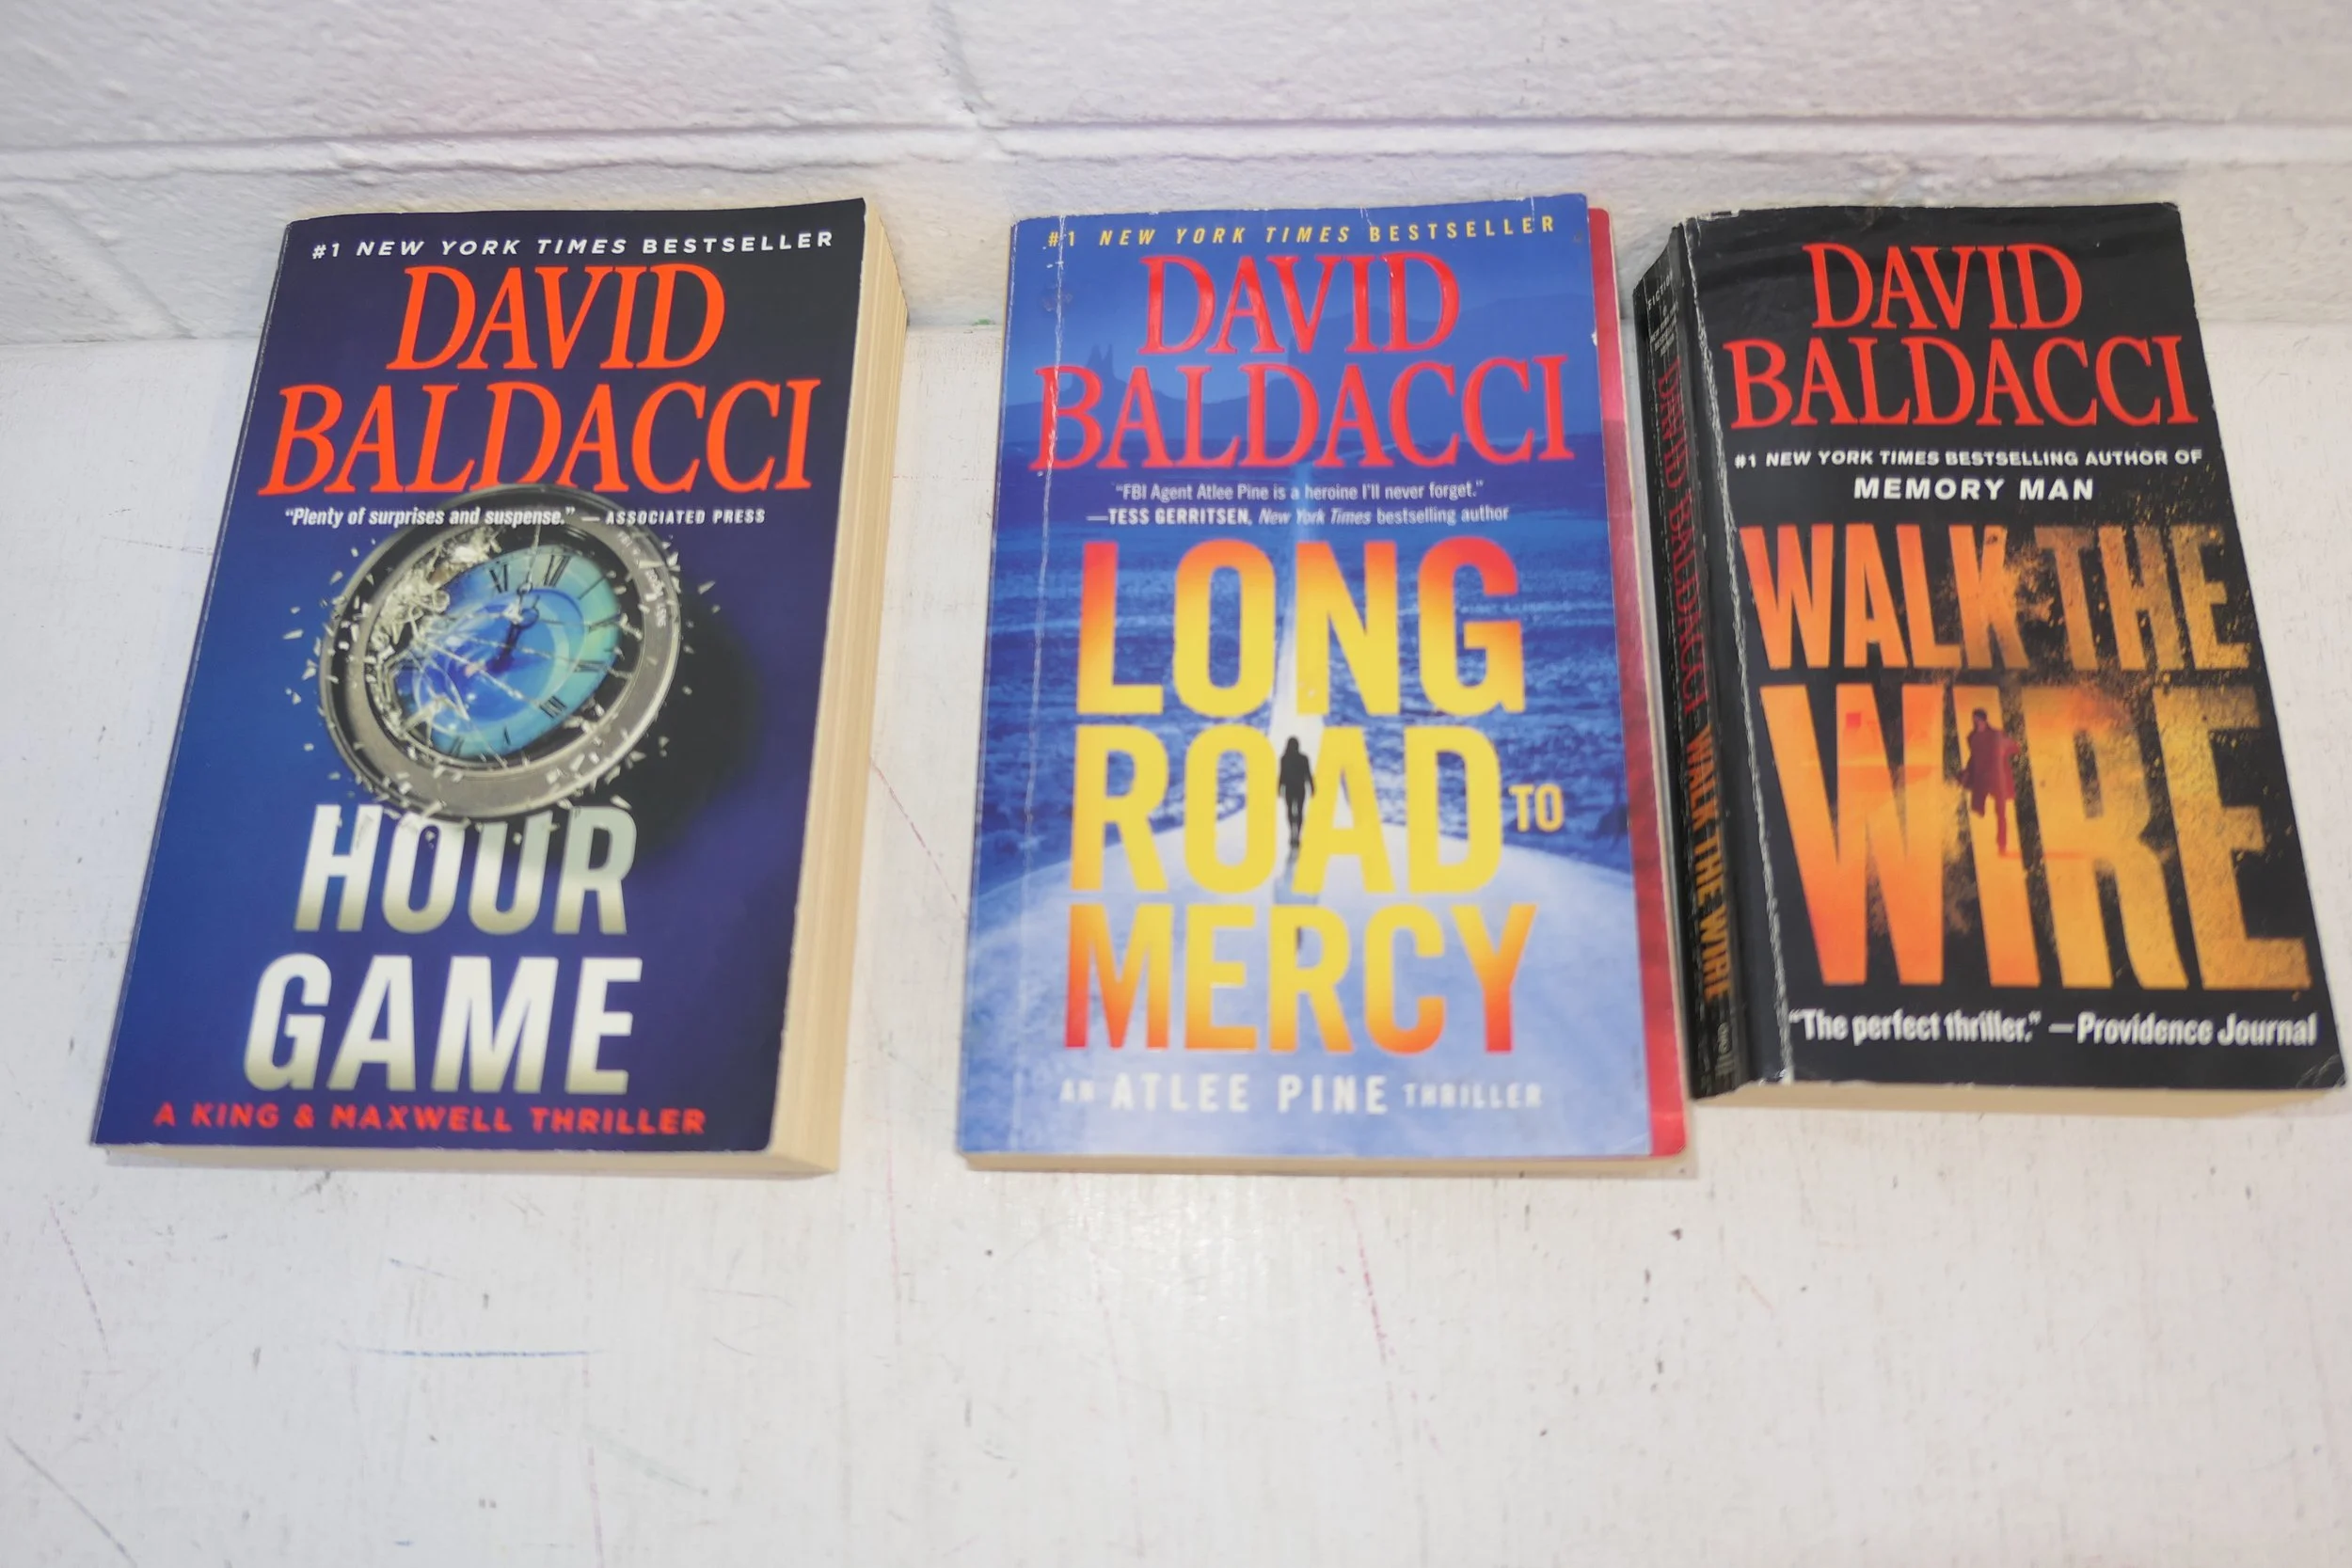 #1 NEW YORK TIMES BESTSELLER
DAVID
BALDACCI
"Plenty of surprises and suspense." — ASSOCIATED PRESS
HOUR
GAME
A KING & MAXWELL THRILLER
#1 NEW YORK TIMES BESTSELLER
DAVID
BALDACCI
"FBI Agent Atlee Pine is a heroine I'll never forget."
—TESS GERRITSEN, New York Times bestselling author
LONG
ROAD TO
MERCY
AN ATLEE PINE THRILLER
FICTION
DAVID BALDACCI WALK THE WIRE
DAVID
BALDACCI
#1 NEW YORK TIMES BESTSELLING AUTHOR OF
MEMORY MAN
WALK THE
WIRE
"The perfect thriller." —Providence Journal